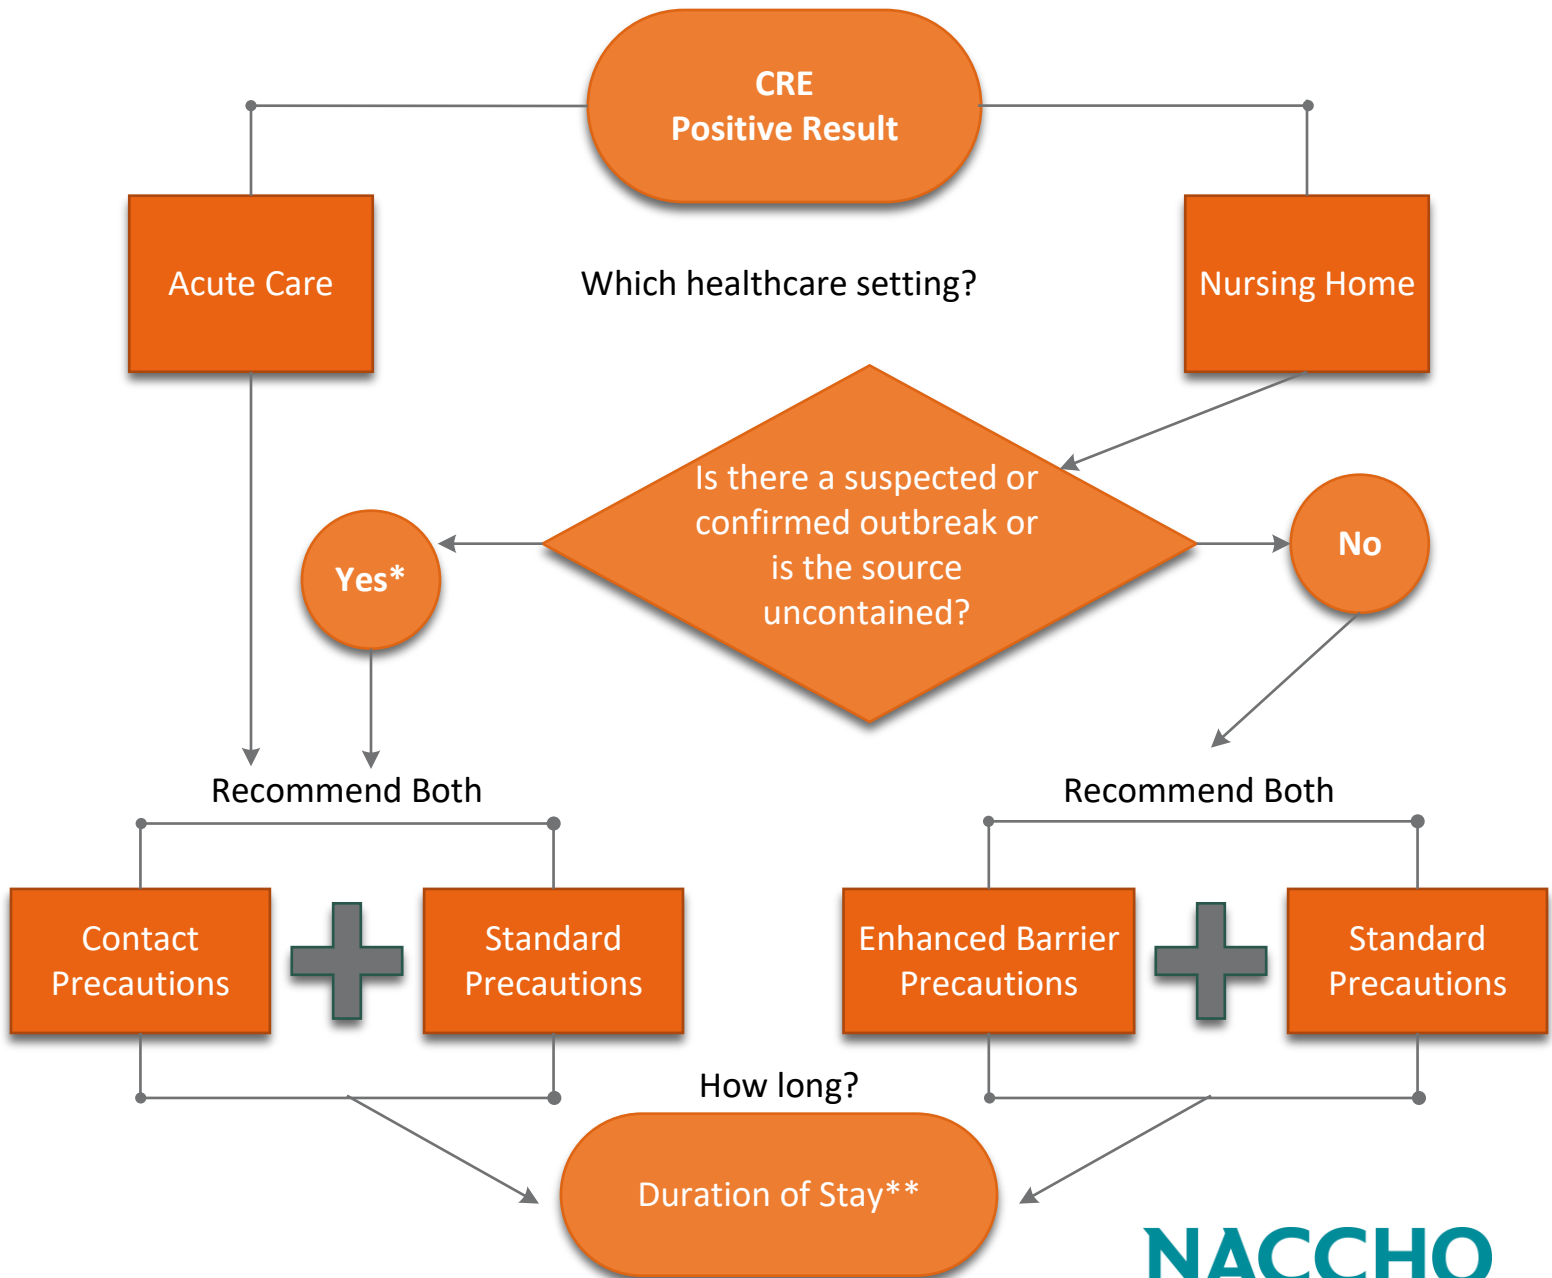 CRE
Positive Result
Acute Care
Which healthcare setting?
Nursing Home
Is there a suspected or
confirmed outbreak or
is the source
uncontained?
Yes*
No
Recommend Both
Recommend Both
Contact
Precautions
Standard
Precautions
Enhanced Barrier
Precautions
Standard
Precautions
How long?
Duration of Stay**
NACCHO